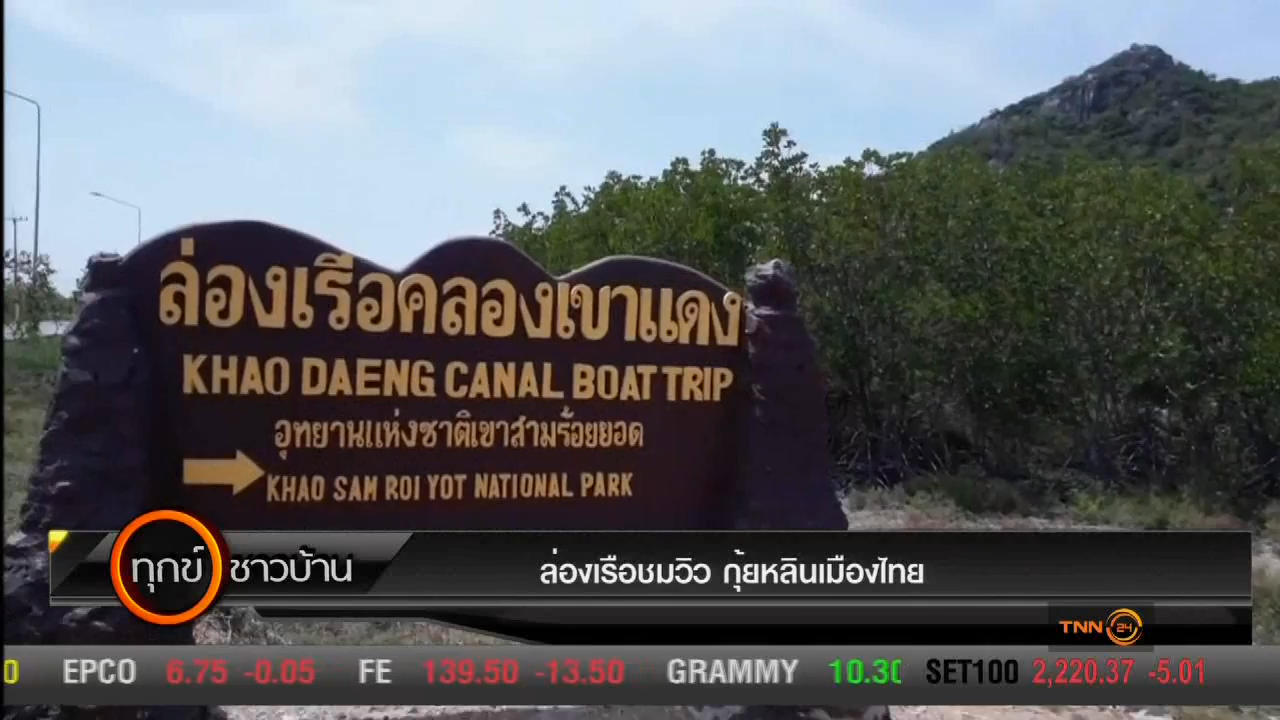 ล่องเรือคลองเขาแดง
KHAO DAENG CANAL BOAT TRIP
อุทยานแห่งชาติเขาสามร้อยยอด
KHAO SAM ROI YOT NATIONAL PARK
ทุกข์ ชาวบ้าน
ล่องเรือชมวิว กุ้ยหลินเมืองไทย
TNN 24
0 EPCO 6.75 -0.05 FE 139.50 -13.50 GRAMMY 10.30 SET100 2,220.37 -5.01